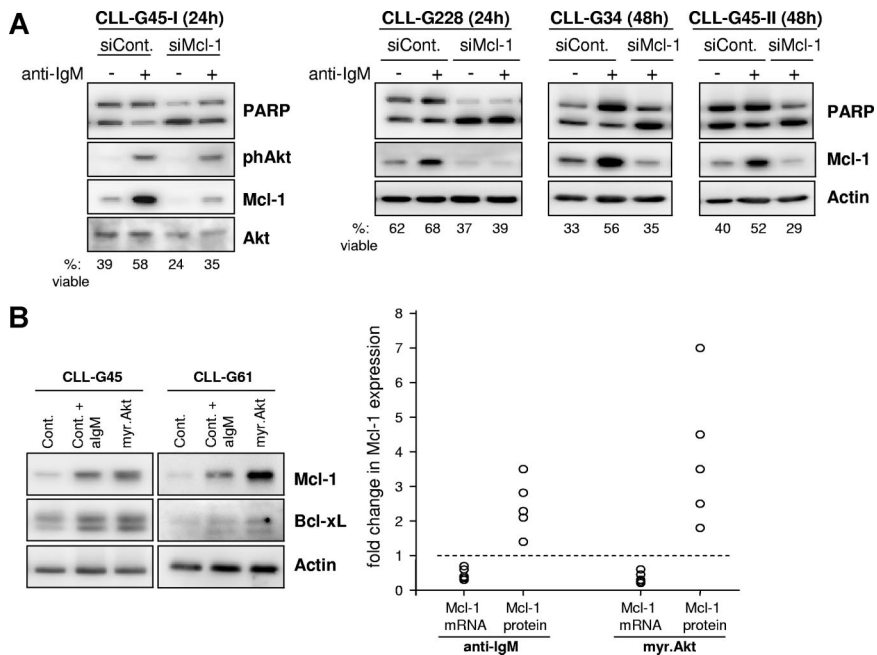 A
CLL-G45-I (24h)
siCont. siMcl-1
anti-IgM - + - +
PARP
phAkt
Mcl-1
Akt
%: 39 58 24 35
viable
CLL-G228 (24h) CLL-G34 (48h) CLL-G45-II (48h)
siCont. siMcl-1 siCont. siMcl-1 siCont. siMcl-1
anti-IgM - + - + - + + - + +
PARP
Mcl-1
Actin
%: 62 68 37 39 33 56 35 40 52 29
viable
B
CLL-G45 CLL-G61
Cont. Cont. + aIgM myr.Akt Cont. Cont. + aIgM myr.Akt
Mcl-1
Bcl-xL
Actin
fold change in Mcl-1 expression
8
7
6
5
4
3
2
1
0
Mcl-1 Mcl-1 Mcl-1 Mcl-1
mRNA protein mRNA protein
anti-IgM myr.Akt